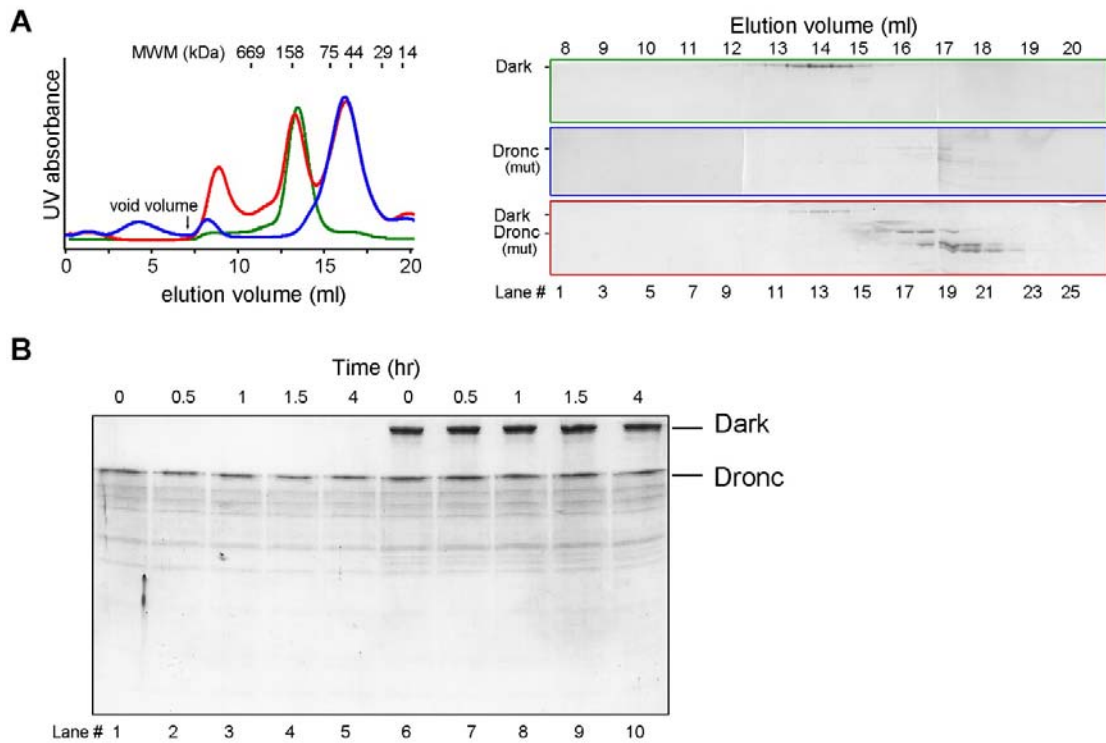 A
MWM (kDa) 669 158 75 44 29 14
UV absorbance
void volume
0 5 10 15 20
elution volume (ml)
Elution volume (ml)
8 9 10 11 12 13 14 15 16 17 18 19 20
Dark
Dronc
(mut)
Dark
Dronc
(mut)
Lane # 1 3 5 7 9 11 13 15 17 19 21 23 25
B
Time (hr)
0 0.5 1 1.5 4 0 0.5 1 1.5 4
Dark
Dronc
Lane # 1 2 3 4 5 6 7 8 9 10